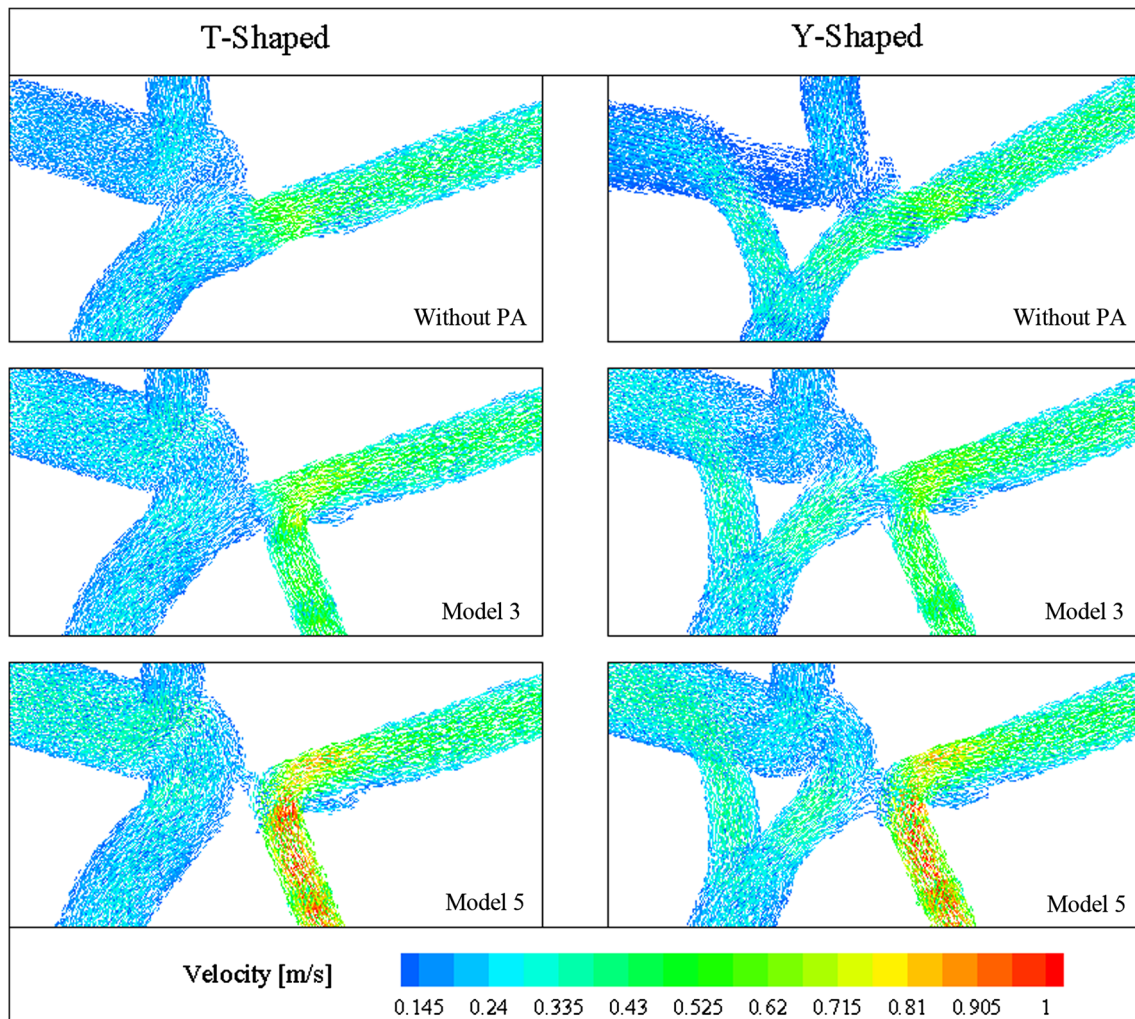 T-Shaped
Y-Shaped
Without PA
Without PA
Model 3
Model 3
Model 5
Model 5
Velocity [m/s]
0.145 0.24 0.335 0.43 0.525 0.62 0.715 0.81 0.905 1